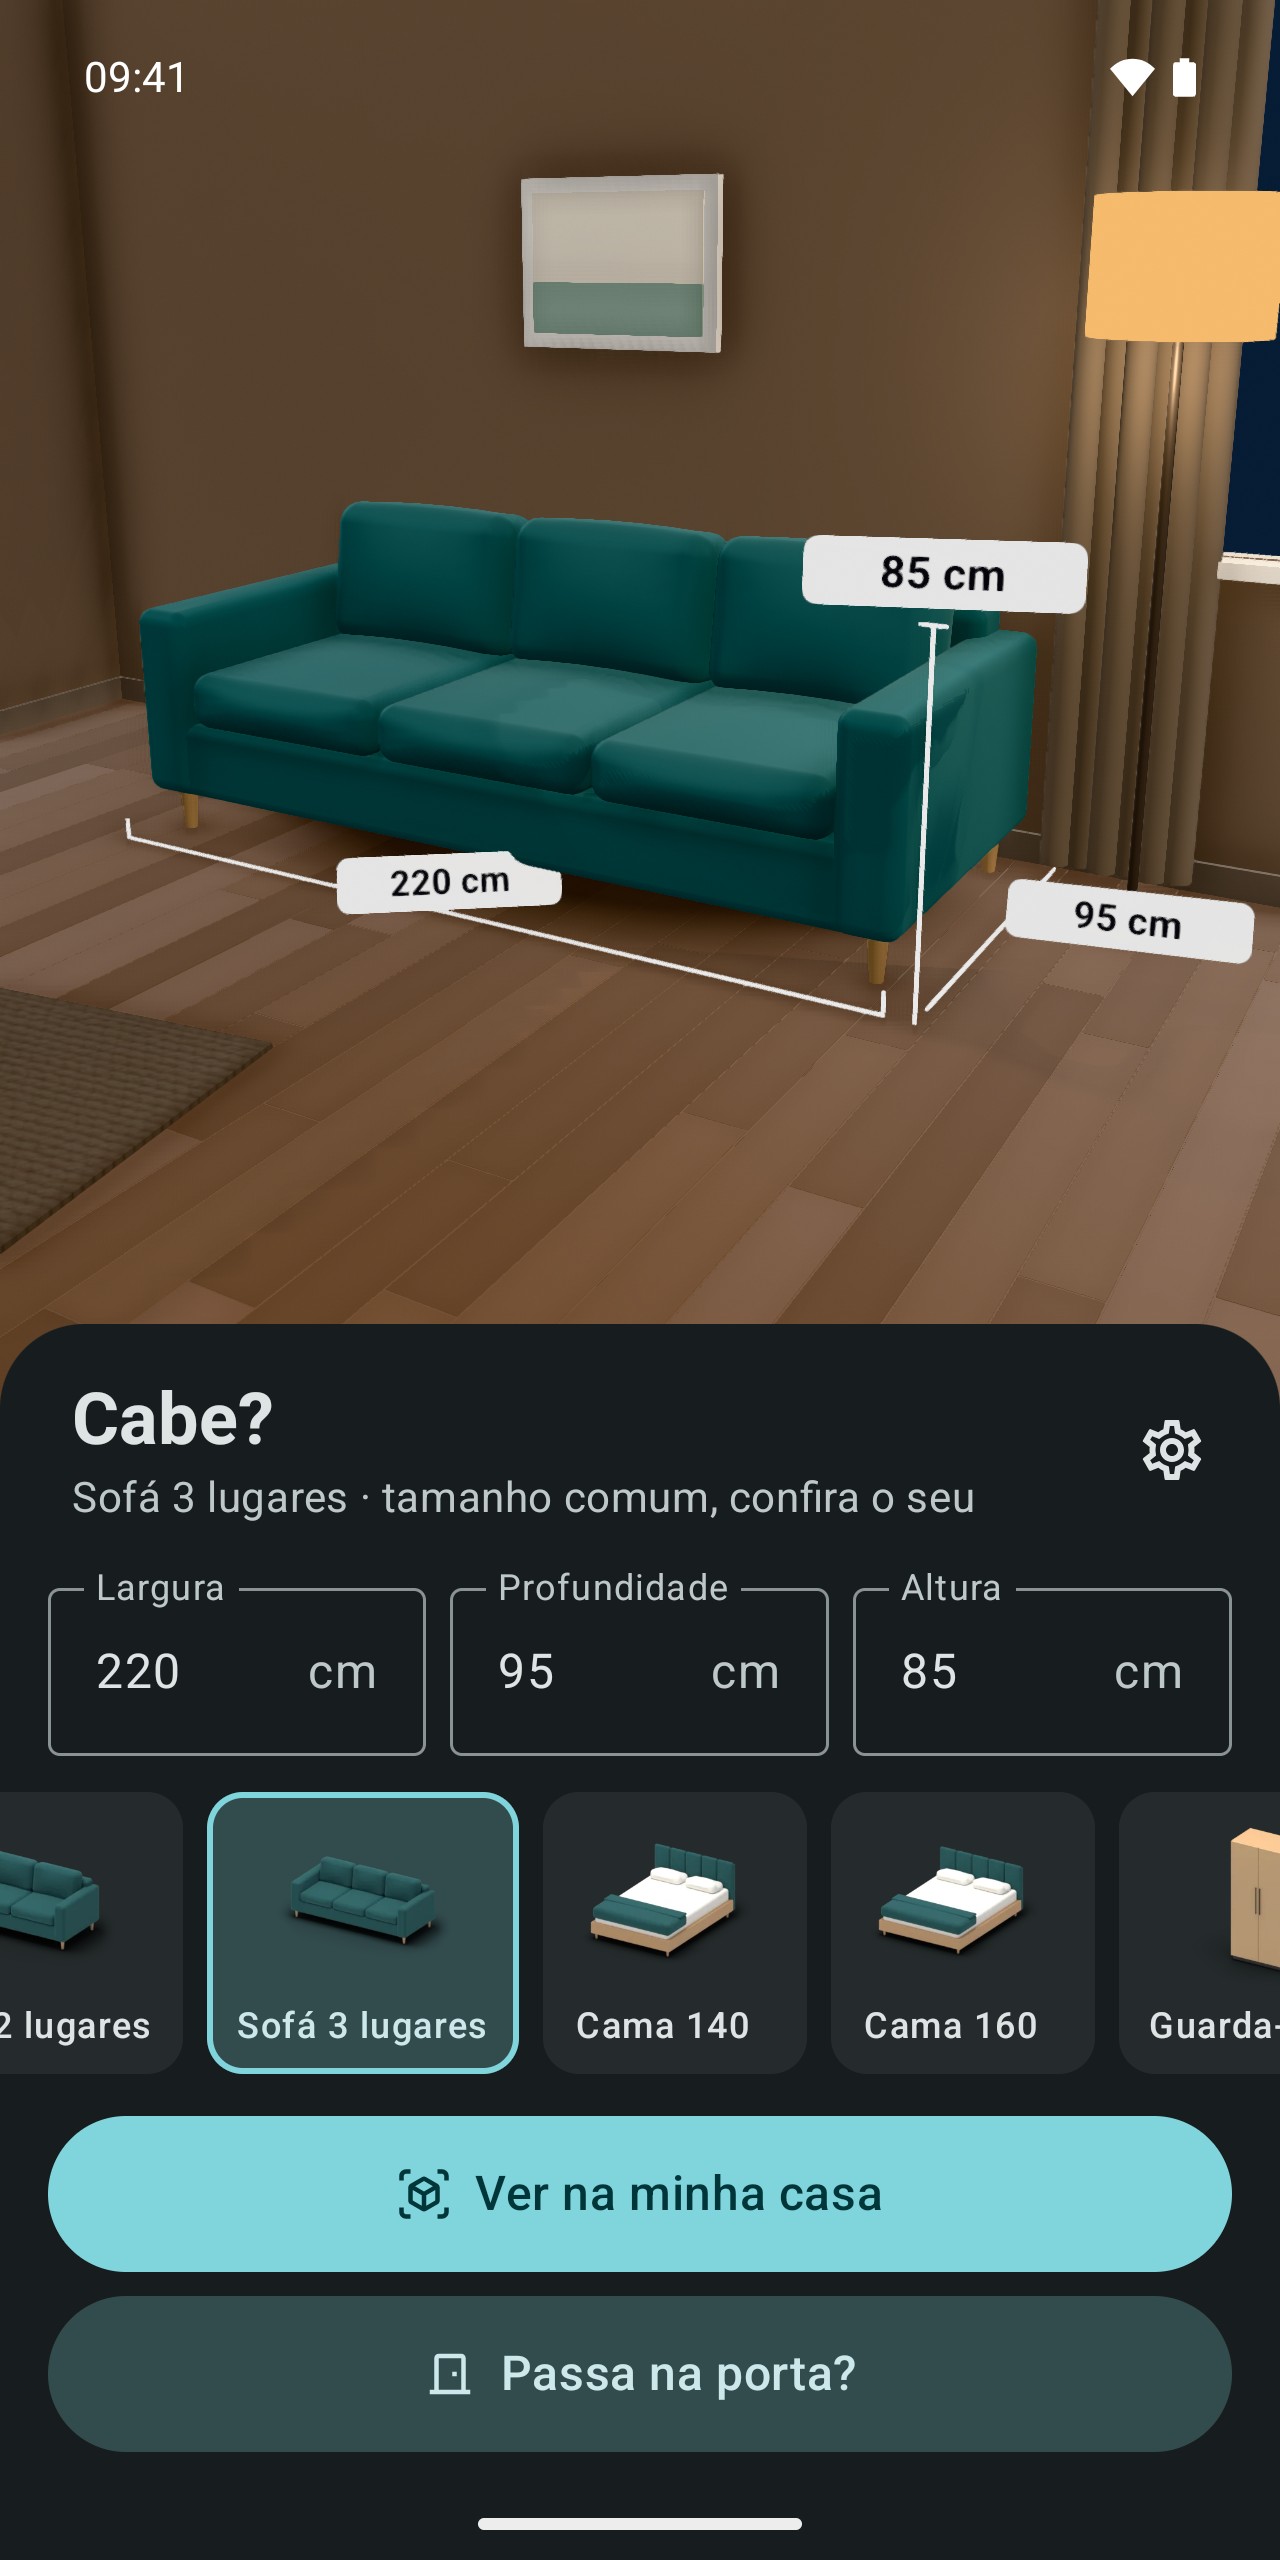 09:41
85 cm
220 cm
95 cm
Cabe?
Sofá 3 lugares · tamanho comum, confira o seu
Largura
Profundidade
Altura
220 cm
95 cm
85 cm
2 lugares
Sofá 3 lugares
Cama 140
Cama 160
Guarda-
Ver na minha casa
Passa na porta?